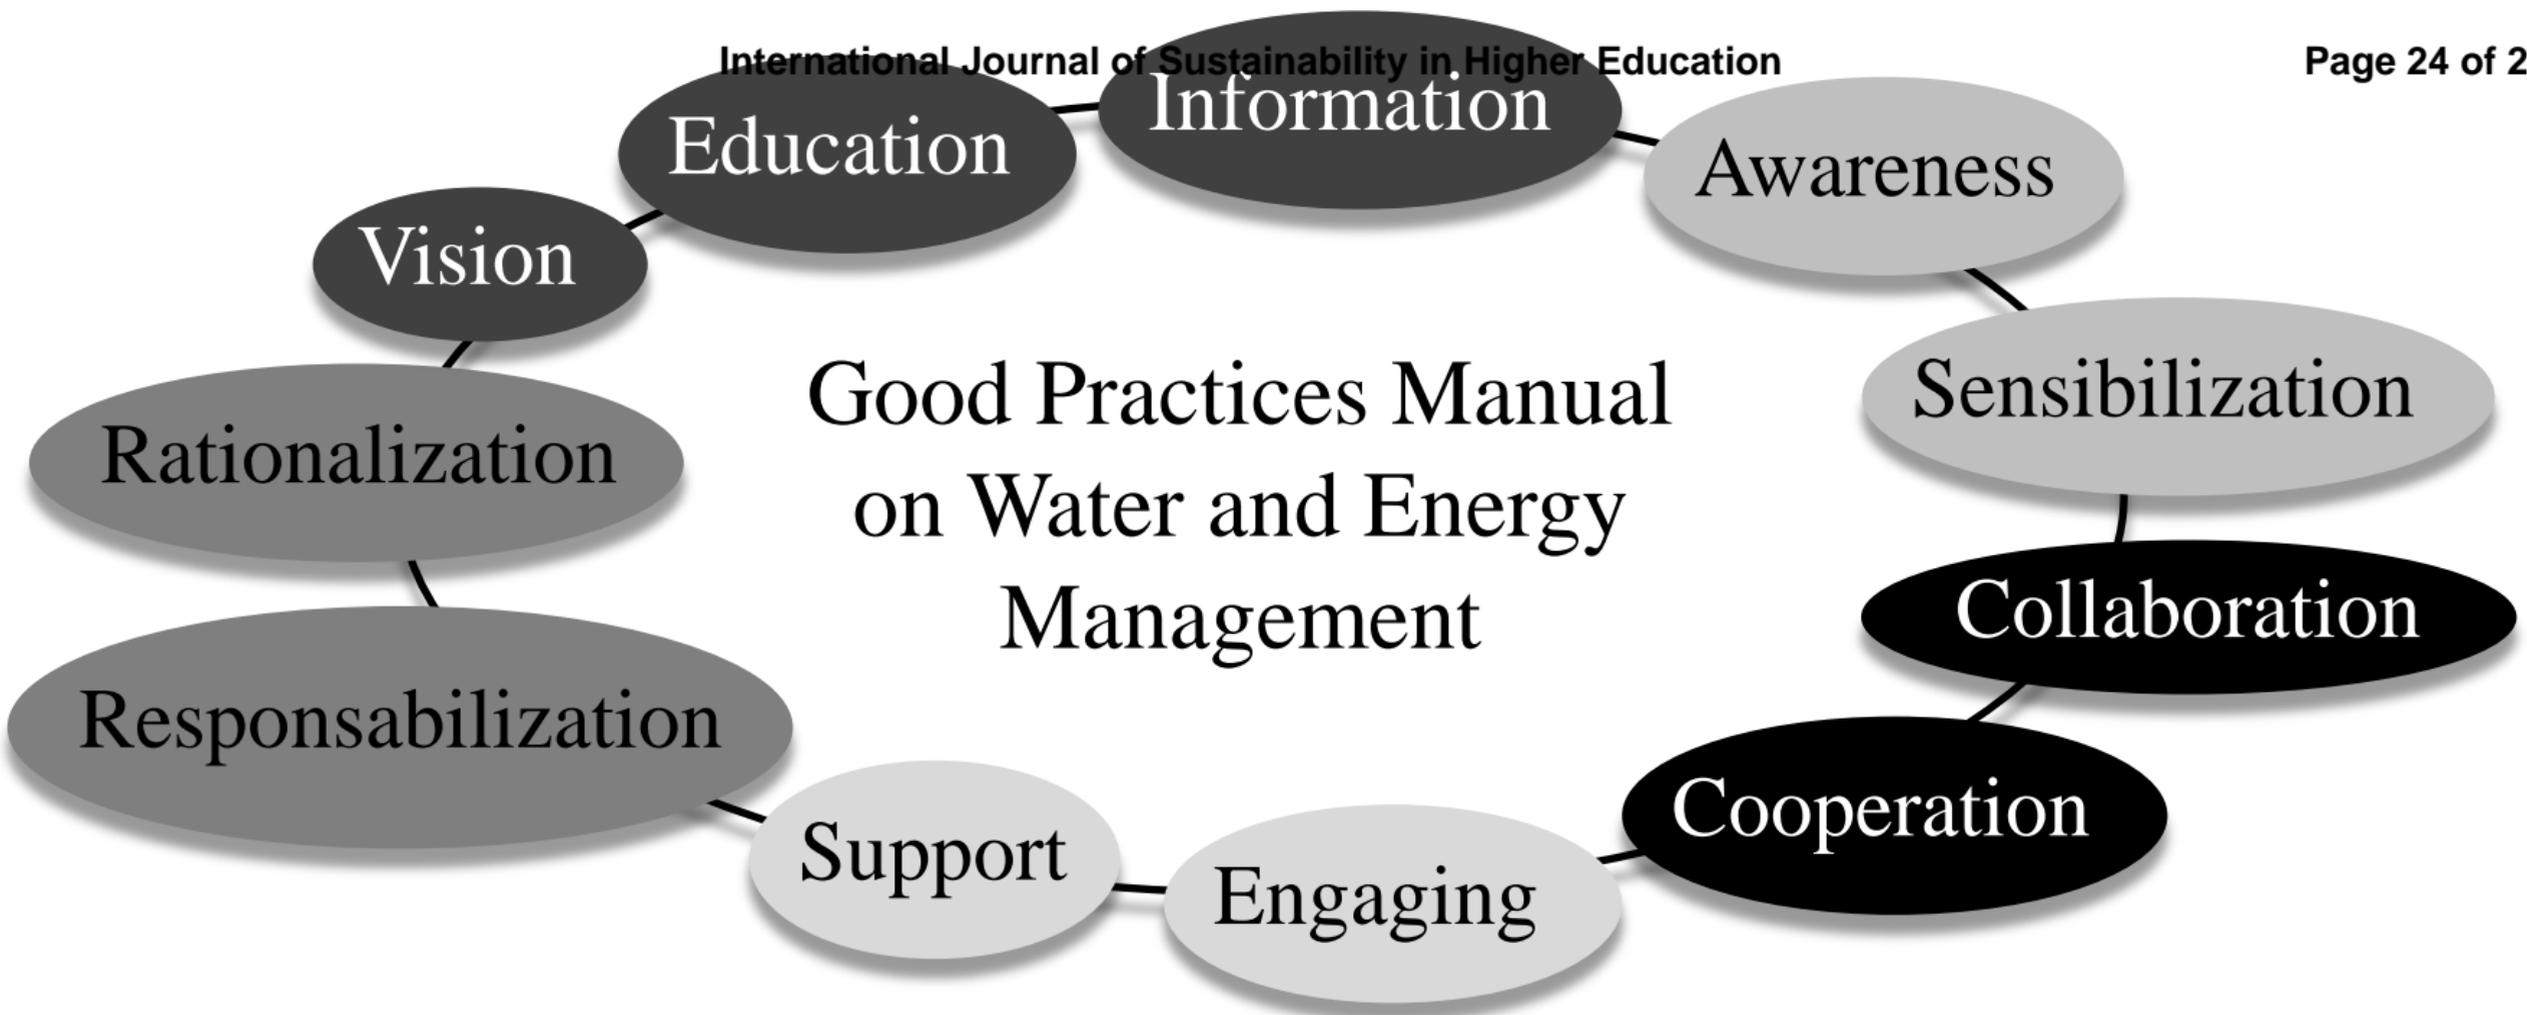 International Journal of Sustainability in Higher Education
Page 24 of 2
Information
Education
Awareness
Vision
Sensibilization
Good Practices Manual
on Water and Energy
Management
Rationalization
Collaboration
Responsabilization
Cooperation
Support
Engaging